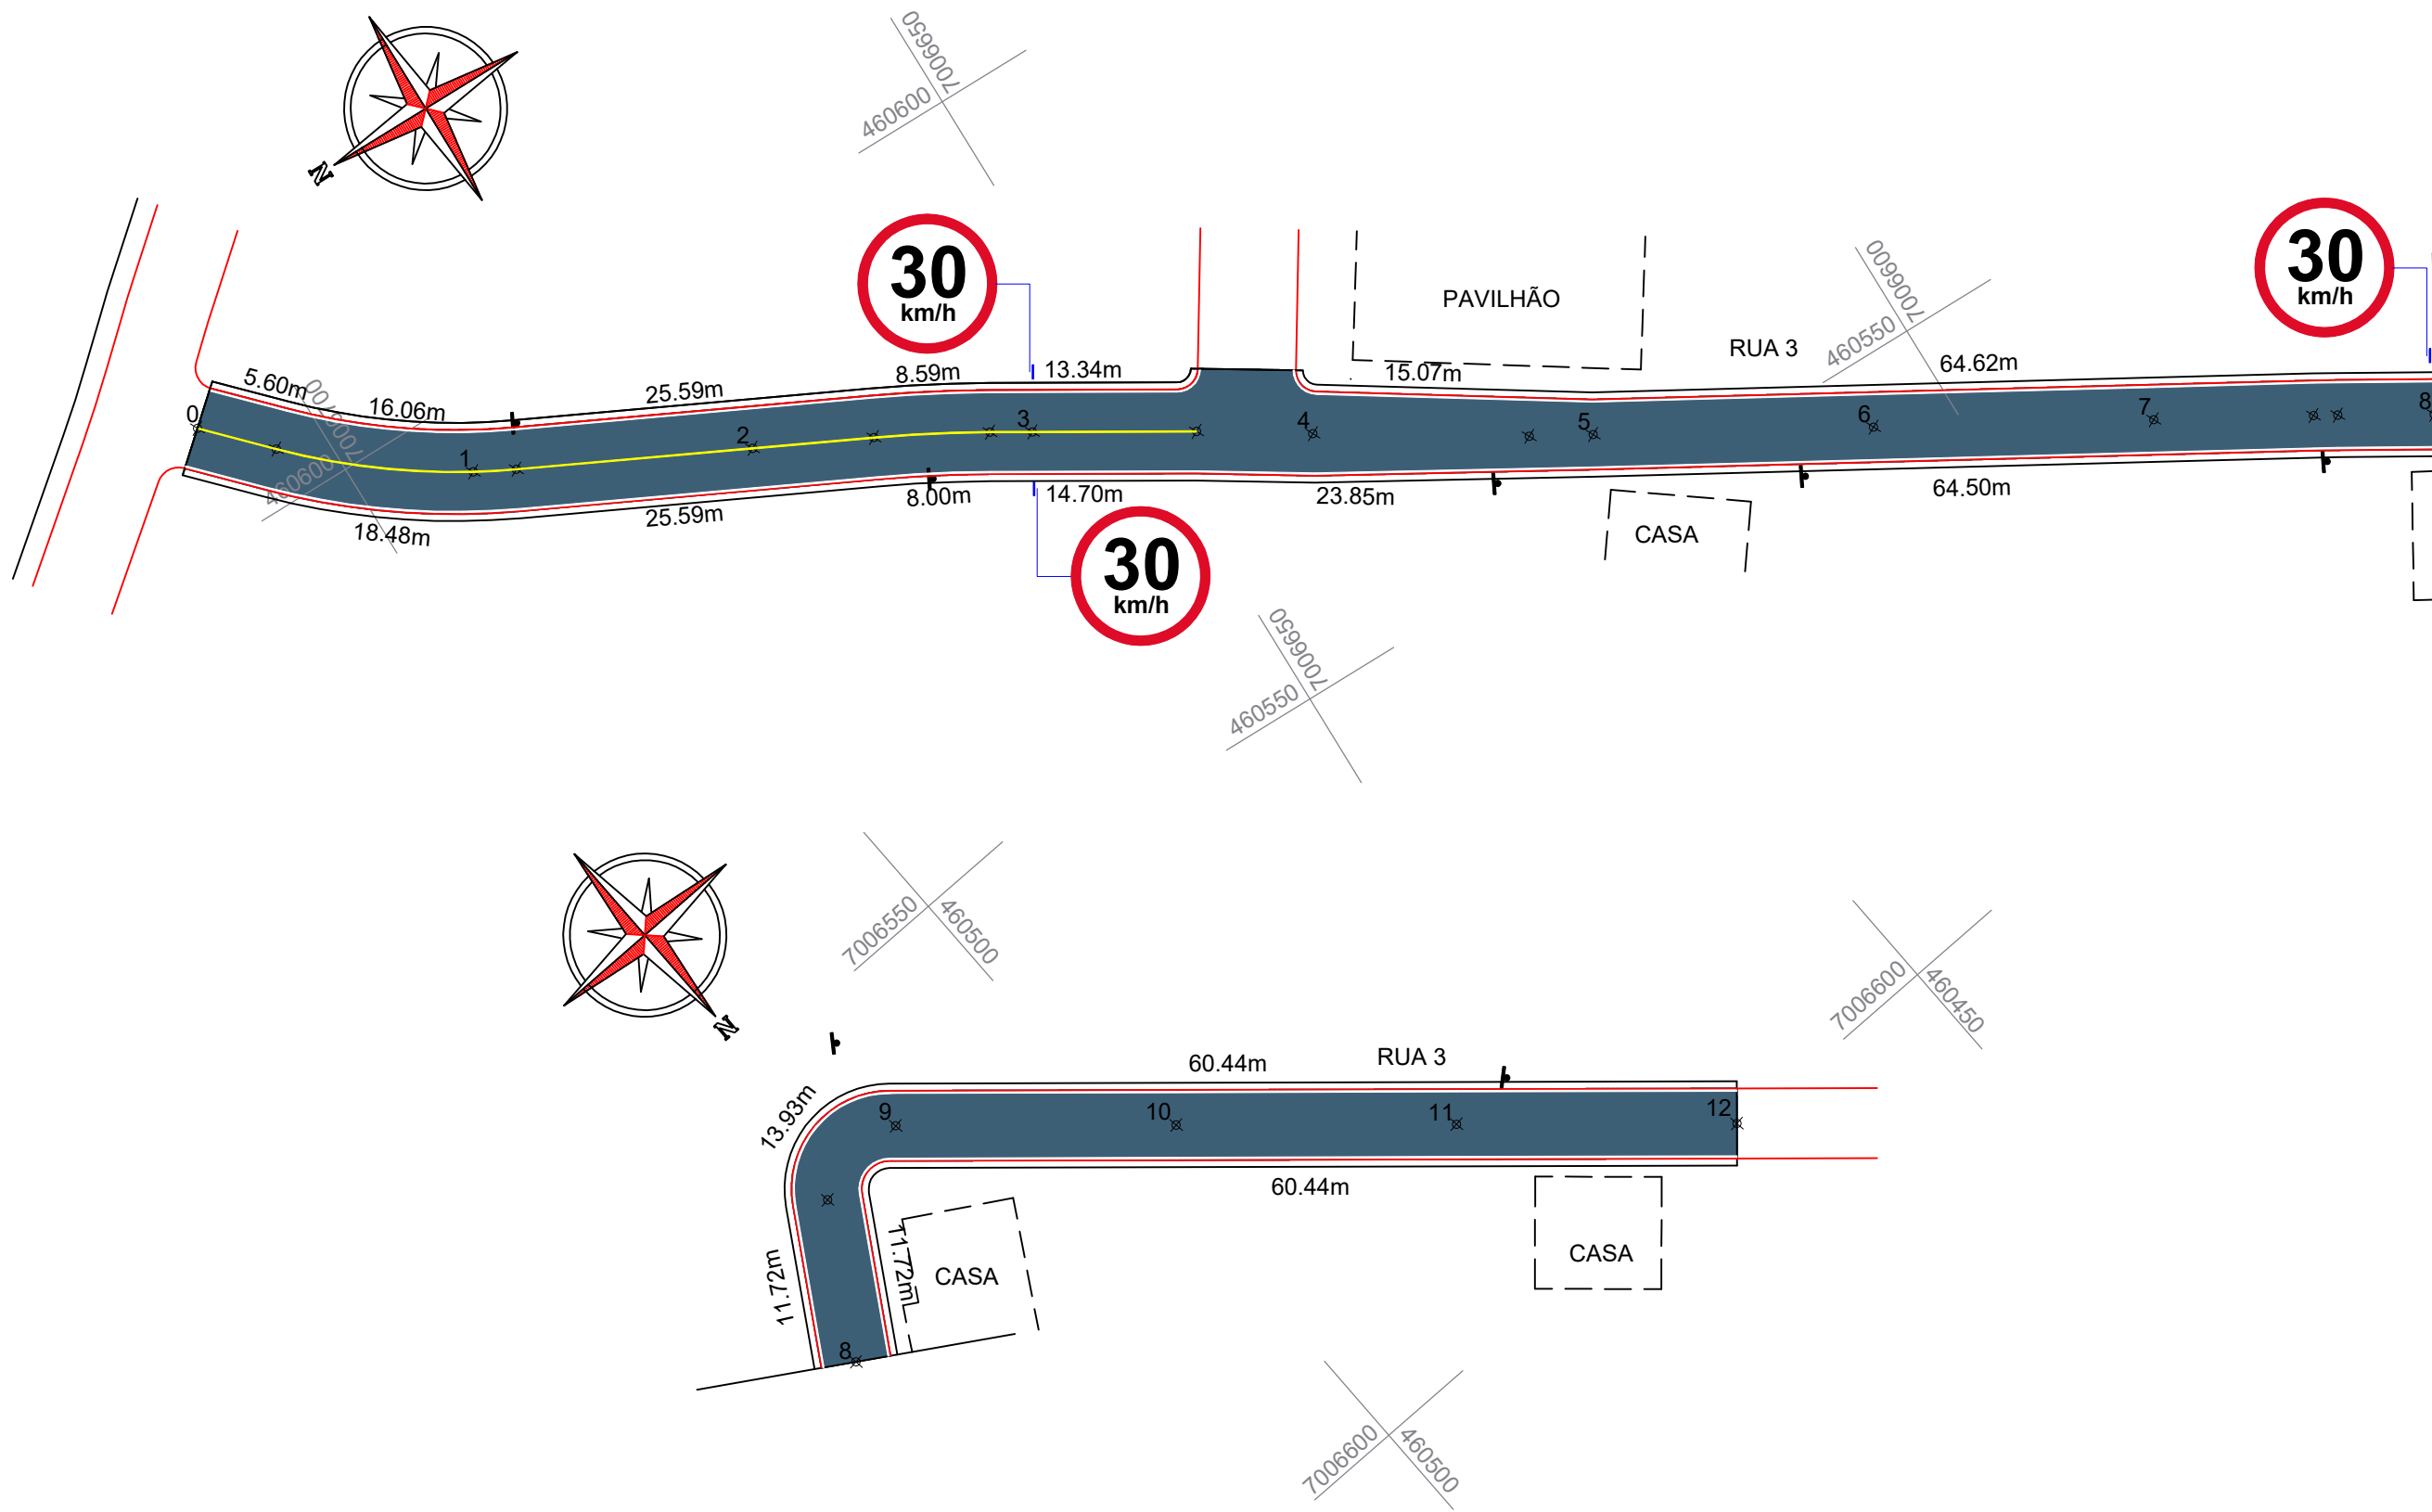 N
7006650
460600
30
km/h
30
km/h
PAVILHÃO
RUA 3
7006600
460550
5.60m
16.06m
25.59m
8.59m
13.34m
15.07m
64.62m
0
1
2
3
4
5
6
7
8
7006700
460600
18.48m
25.59m
8.00m
14.70m
23.85m
64.50m
CASA
30
km/h
7006650
460550
N
7006550
460500
7006600
460450
60.44m
RUA 3
13.93m
9
10
11
12
60.44m
11.72m
11.72m
CASA
CASA
8
7006600
460500